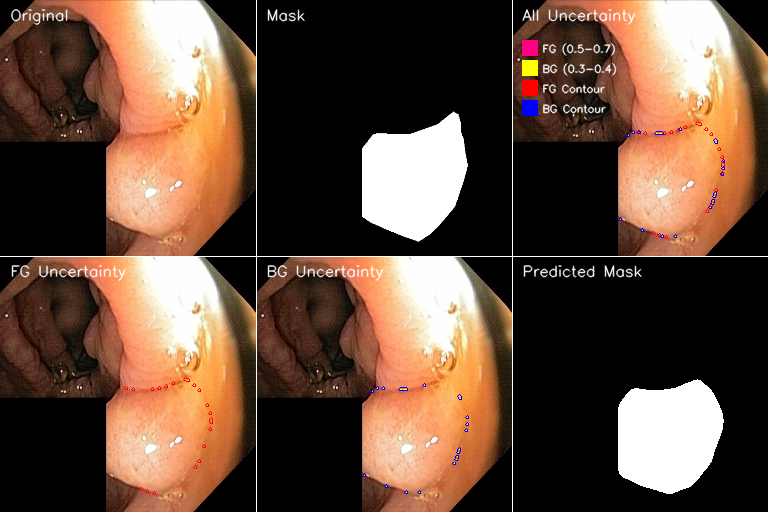 Original
Mask
All Uncertainty
FG (0.5-0.7)
BG (0.3-0.4)
FG Contour
BG Contour
FG Uncertainty
BG Uncertainty
Predicted Mask